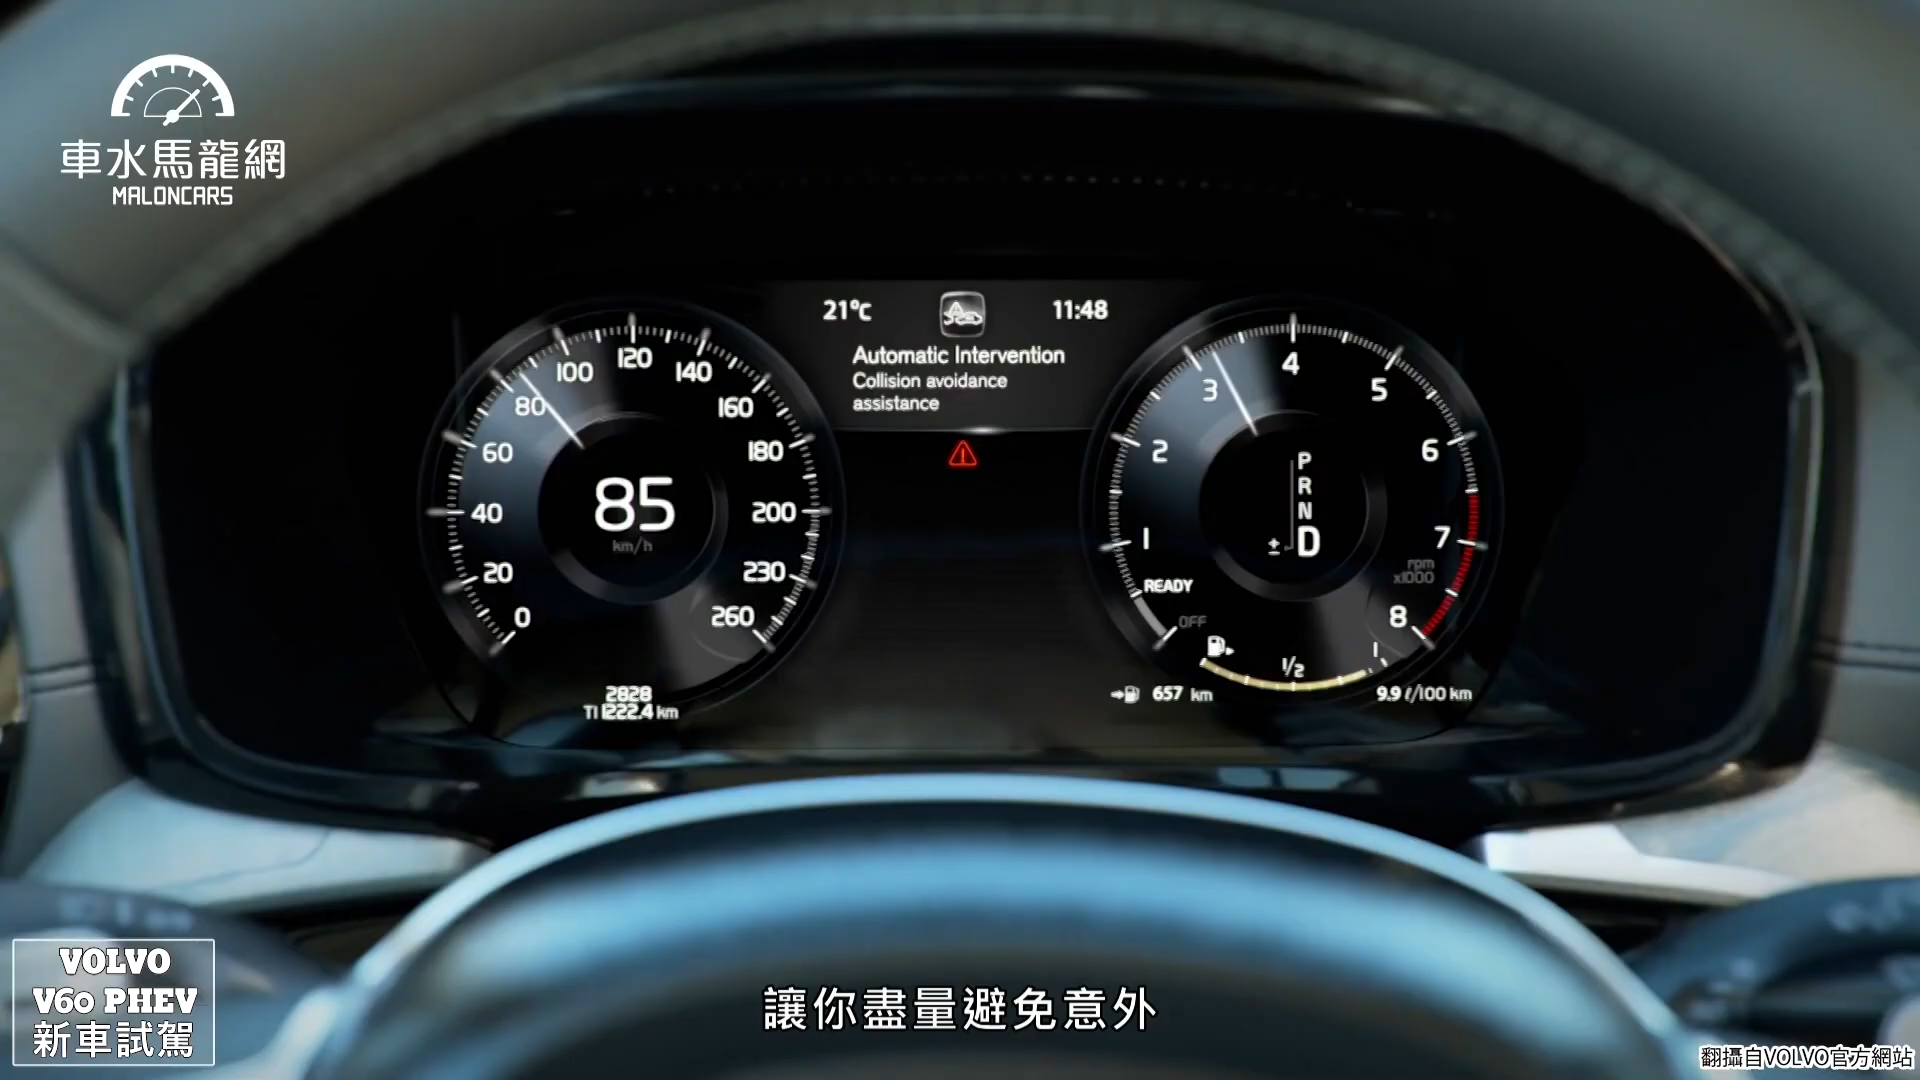 車水馬龍網
MALONCARS
21°c
11:48
Automatic Intervention
Collision avoidance
assistance
0
20
40
60
80
100
120
140
160
180
200
230
260
85
km/h
2828
T1 1222.4 km
1
2
3
4
5
6
7
8
rpm
x1000
P
R
N
± D
READY
OFF
1/2
1
657 km
9.9 ℓ/100 km
VOLVO
V60 PHEV
新車試駕
讓你盡量避免意外
翻攝自VOLVO官方網站